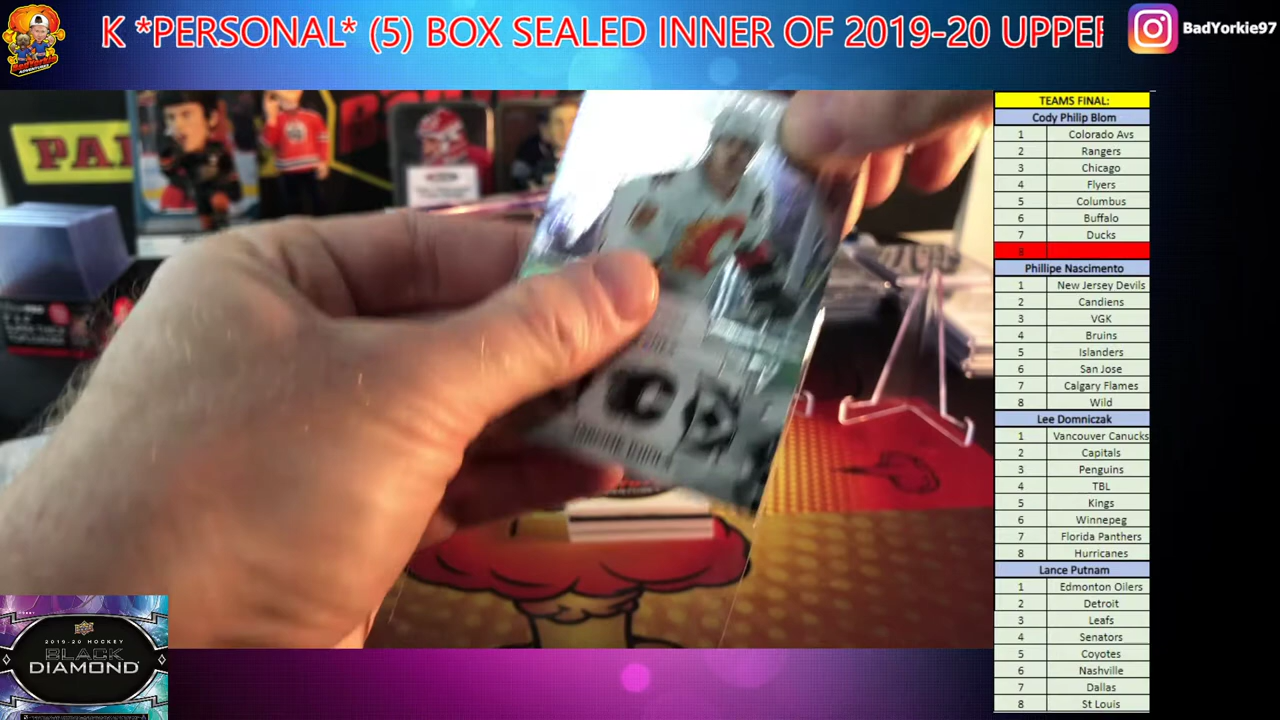 K *PERSONAL* (5) BOX SEALED INNER OF 2019-20 UPPER
BadYorkie97
TEAMS FINAL:
Cody Philip Blom
1 Colorado Avs
2 Rangers
3 Chicago
4 Flyers
5 Columbus
6 Buffalo
7 Ducks
8
Phillipe Nascimento
1 New Jersey Devils
2 Candiens
3 VGK
4 Bruins
5 Islanders
6 San Jose
7 Calgary Flames
8 Wild
Lee Domniczak
1 Vancouver Canucks
2 Capitals
3 Penguins
4 TBL
5 Kings
6 Winnepeg
7 Florida Panthers
8 Hurricanes
Lance Putnam
1 Edmonton Oilers
2 Detroit
3 Leafs
4 Senators
5 Coyotes
6 Nashville
7 Dallas
8 St Louis
2019-20 HOCKEY
BLACK
DIAMOND